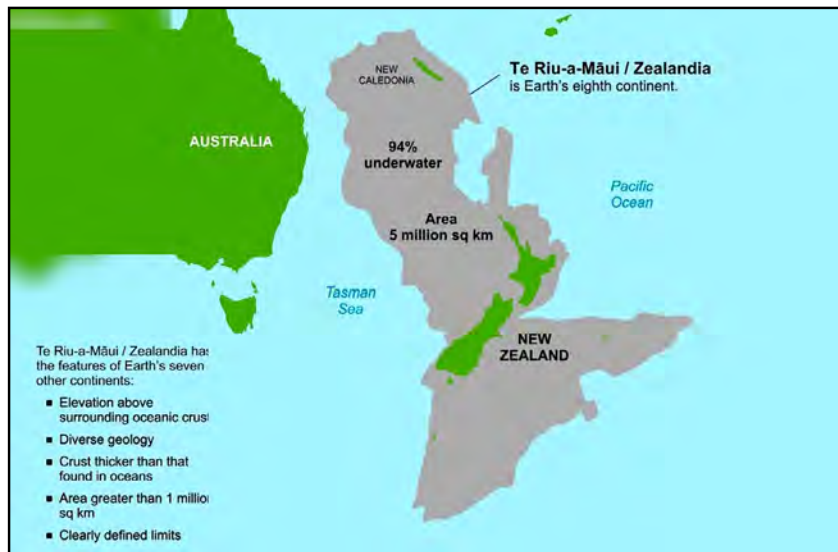 Te Riu-a-Māui / Zealandia
is Earth's eighth continent.
NEW
CALEDONIA
AUSTRALIA
94%
underwater
Pacific
Ocean
Area
5 million sq km
Tasman
Sea
NEW
ZEALAND
Te Riu-a-Māui / Zealandia has
the features of Earth's seven
other continents:
▪ Elevation above
surrounding oceanic crust
▪ Diverse geology
▪ Crust thicker than that
found in oceans
▪ Area greater than 1 million
sq km
▪ Clearly defined limits